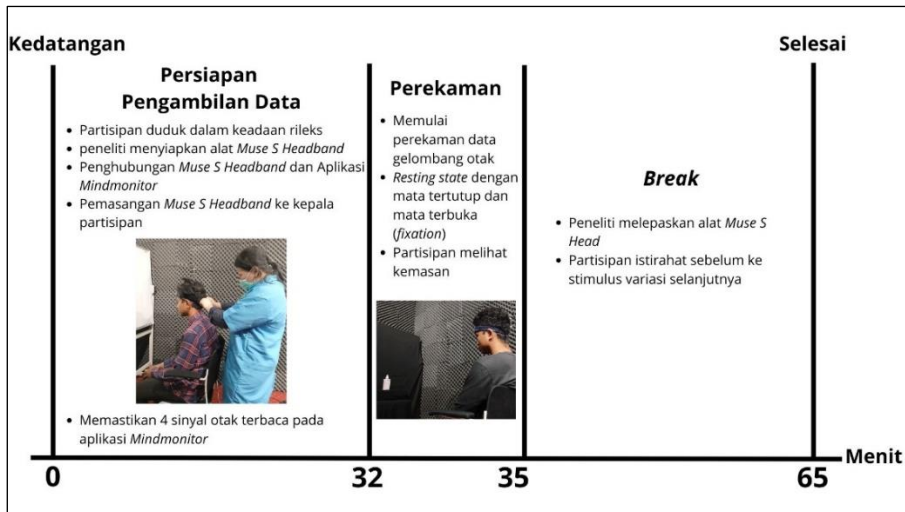 Kedatangan
Selesai
Persiapan
Pengambilan Data
• Partisipan duduk dalam keadaan rileks
• peneliti menyiapkan alat Muse S Headband
• Penghubungan Muse S Headband dan Aplikasi
Mindmonitor
• Pemasangan Muse S Headband ke kepala
partisipan
• Memastikan 4 sinyal otak terbaca pada
aplikasi Mindmonitor
Perekaman
• Memulai
perekaman data
gelombang otak
• Resting state dengan
mata tertutup dan
mata terbuka
(fixation)
• Partisipan melihat
kemasan
Break
• Peneliti melepaskan alat Muse S
Head
• Partisipan istirahat sebelum ke
stimulus variasi selanjutnya
Menit
0
32
35
65